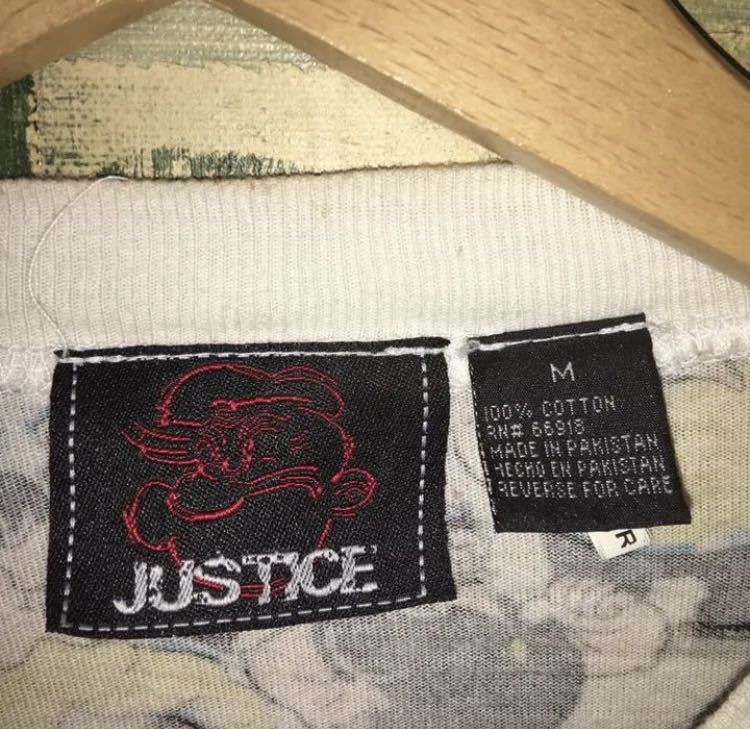 JUSTICE
M
100% COTTON
RN# 66918
MADE IN PAKISTAN
HECHO EN PAKISTAN
REVERSE FOR CARE
R